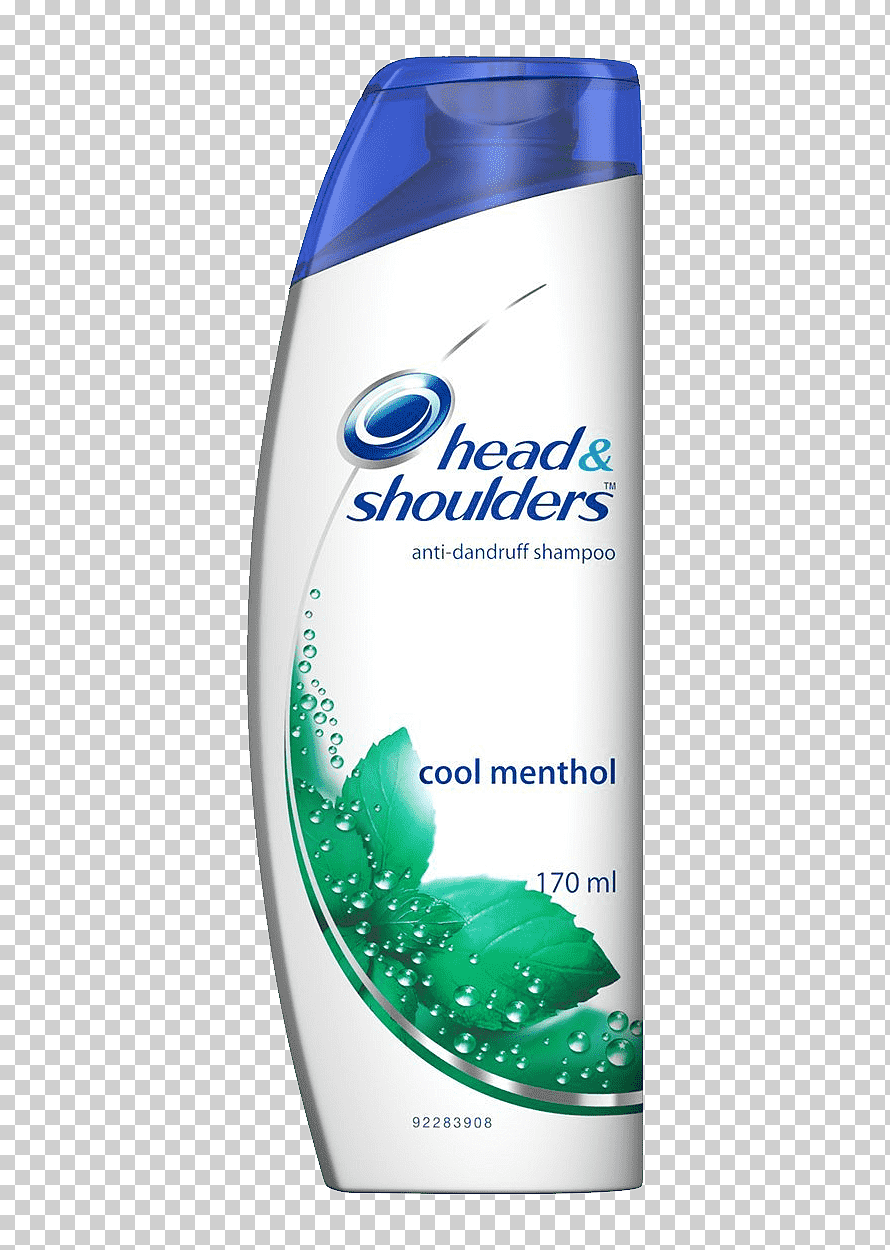 head &
shoulders™
anti-dandruff shampoo
cool menthol
170 ml
92283908